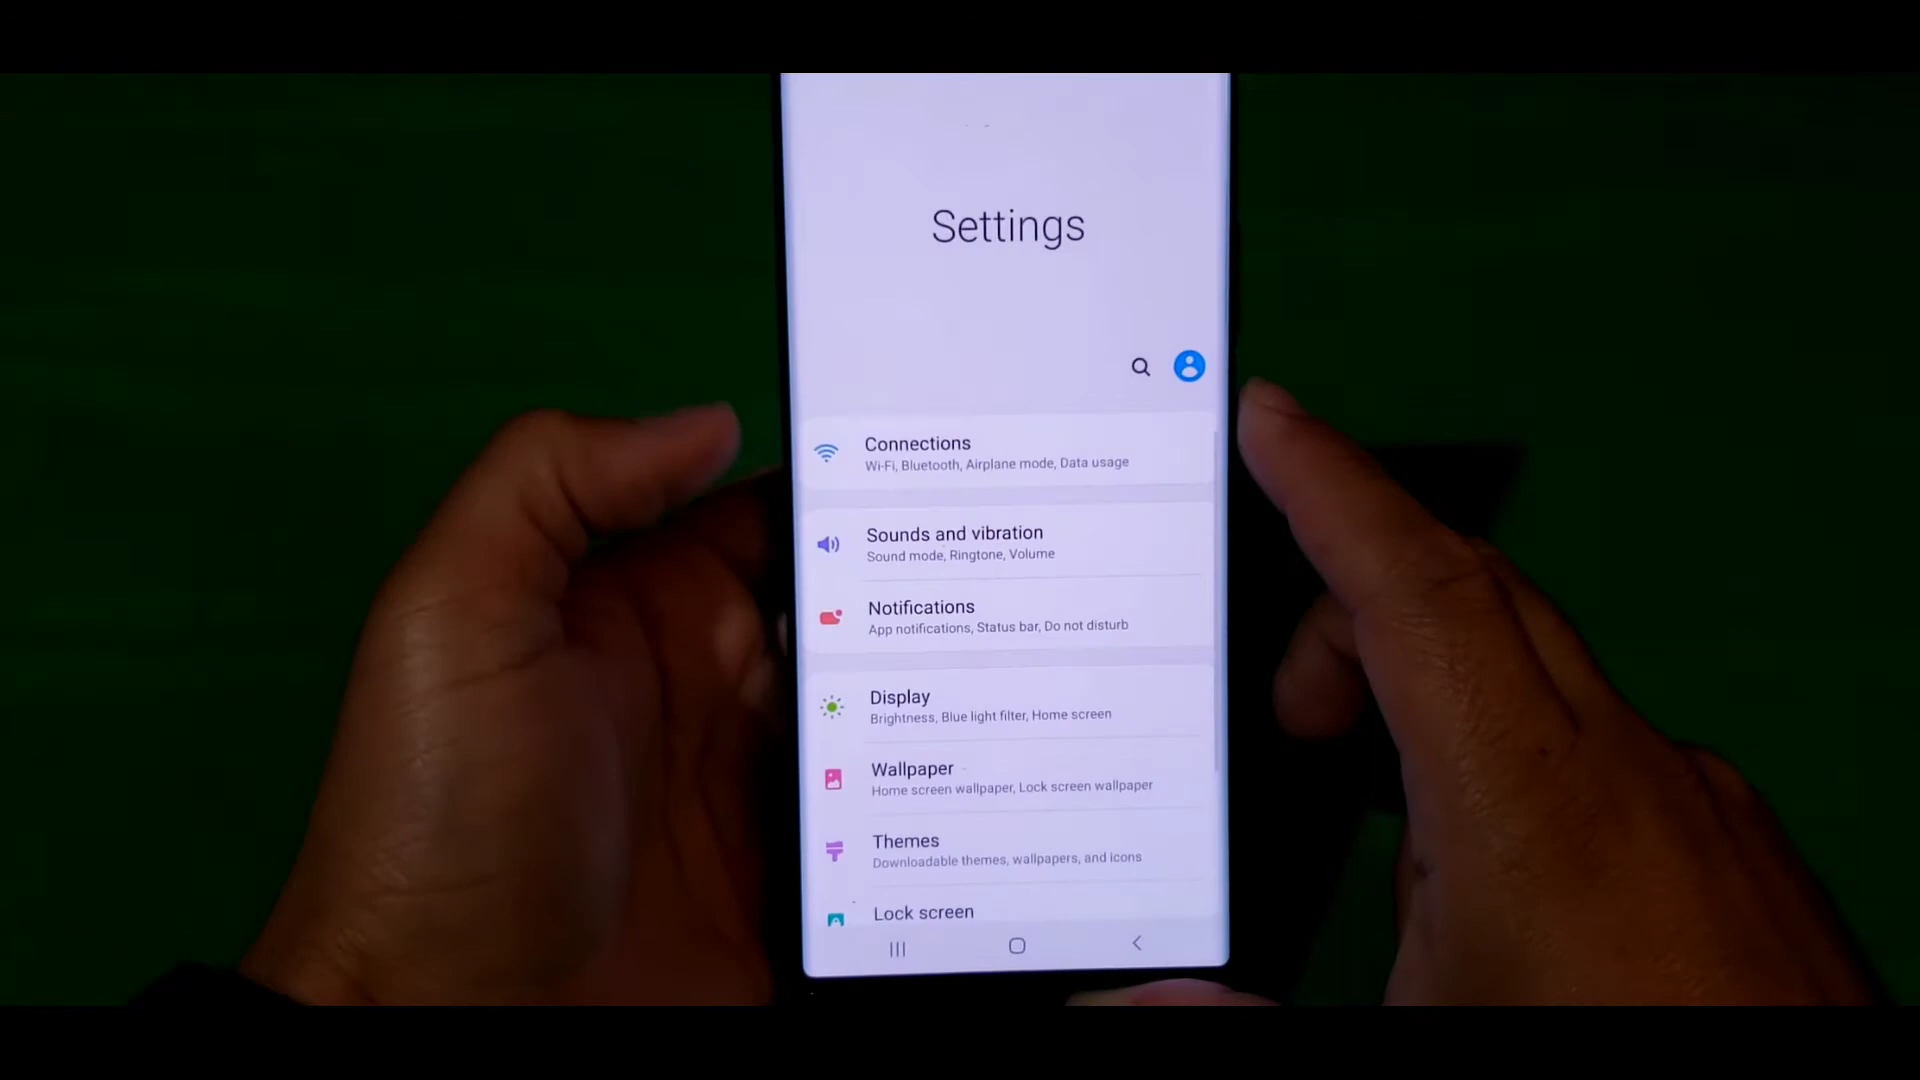 Settings
Connections
Wi-Fi, Bluetooth, Airplane mode, Data usage
Sounds and vibration
Sound mode, Ringtone, Volume
Notifications
App notifications, Status bar, Do not disturb
Display
Brightness, Blue light filter, Home screen
Wallpaper
Home screen wallpaper, Lock screen wallpaper
Themes
Downloadable themes, wallpapers, and icons
Lock screen